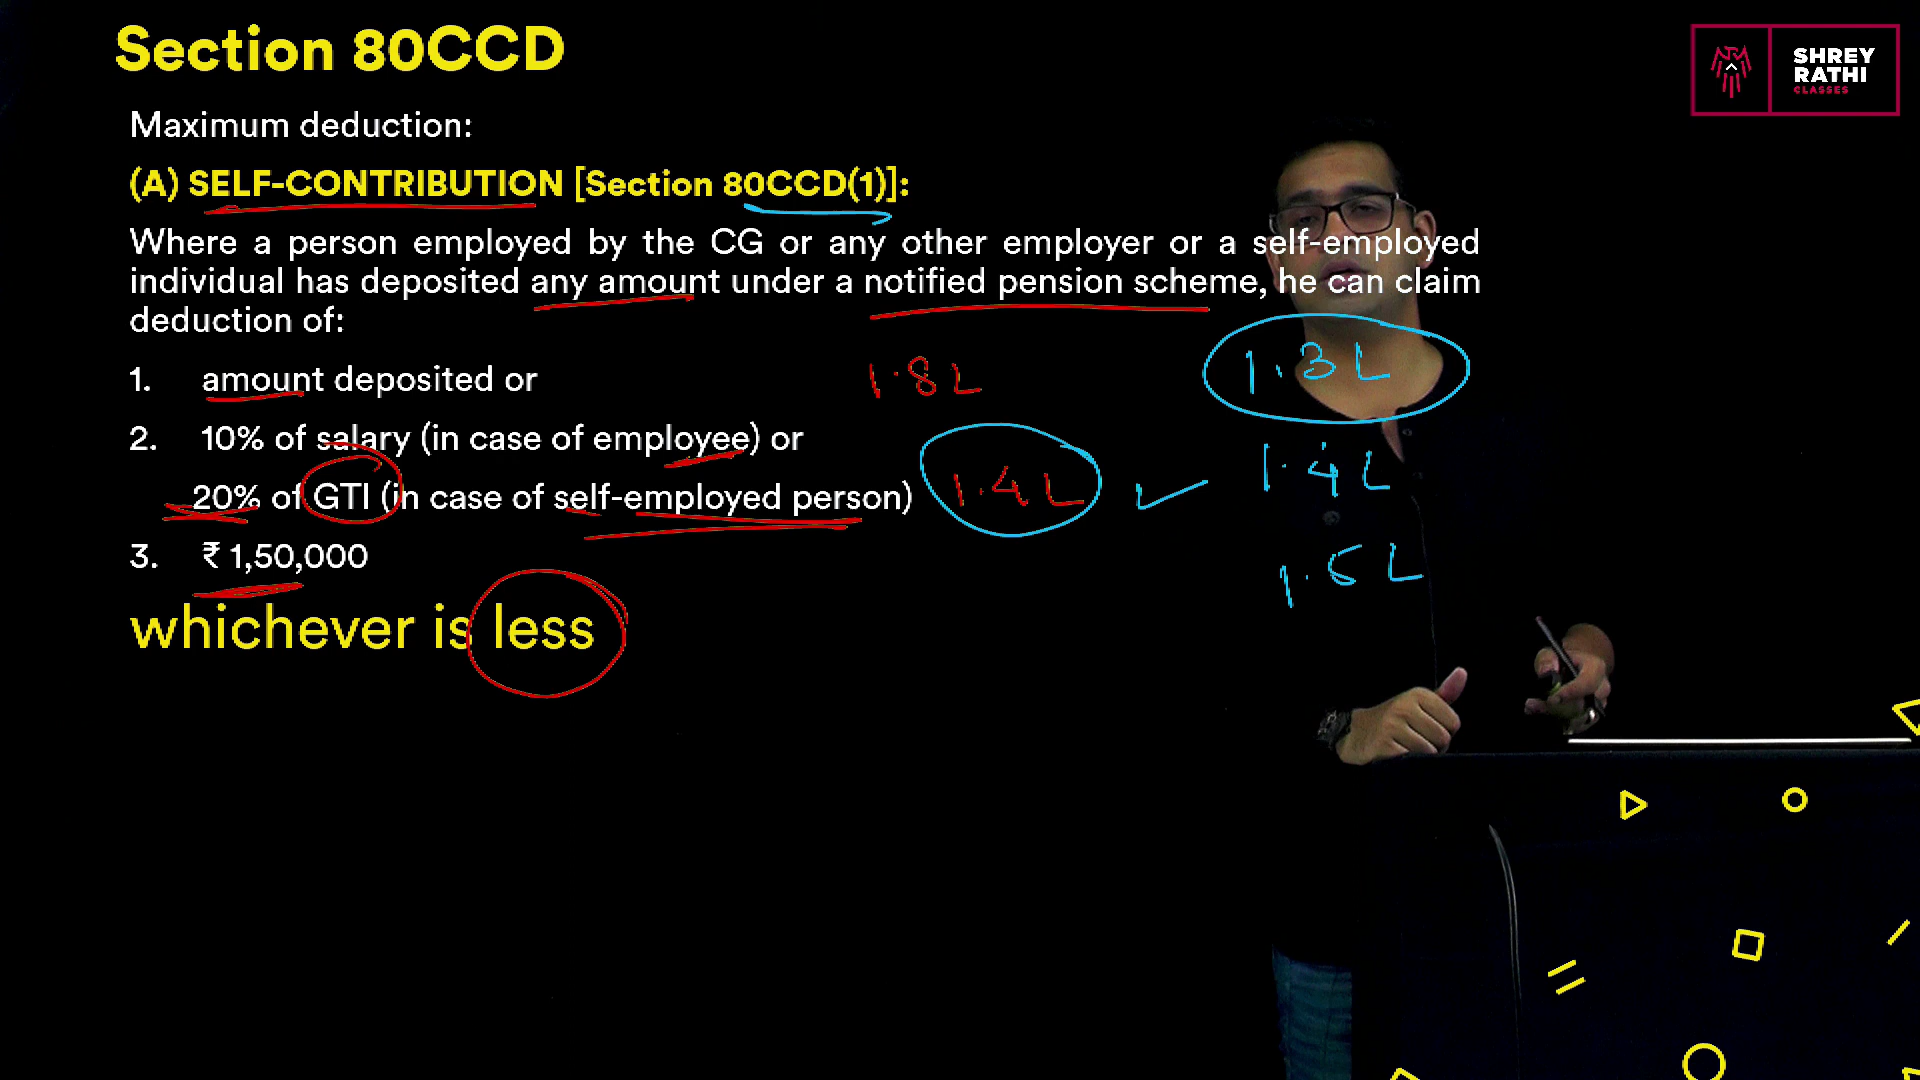 Section 80CCD
SHREY
RATHI
CLASSES
Maximum deduction:
(A) SELF-CONTRIBUTION [Section 80CCD(1)]:
Where a person employed by the CG or any other employer or a self-employed
individual has deposited any amount under a notified pension scheme, he can claim
deduction of:
1. amount deposited or
1.8 L
1.3 L
2. 10% of salary (in case of employee) or
20% of GTI (in case of self-employed person)
1.4 L
1.4 L
3. ₹ 1,50,000
1.5 L
whichever is less